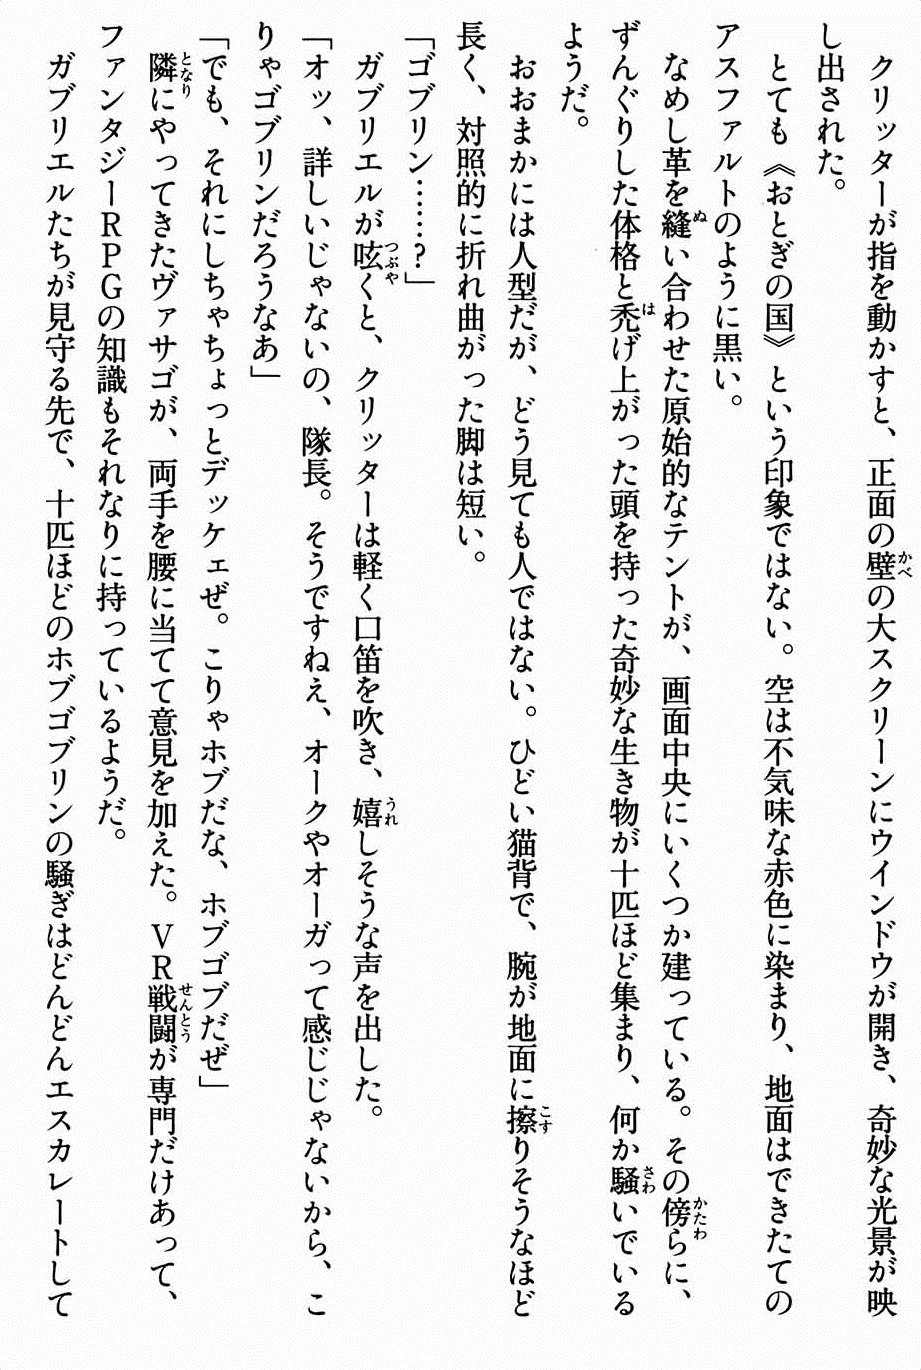 クリッターが指を動かすと、正面の壁の大スクリーンにウインドウが開き、奇妙な光景が映
し出された。
とても《おとぎの国》という印象ではない。空は不気味な赤色に染まり、地面はできたての
アスファルトのように黒い。
なめし革を縫い合わせた原始的なテントが、画面中央にいくつか建っている。その傍らに、
ずんぐりした体格と禿げ上がった頭を持った奇妙な生き物が十匹ほど集まり、何か騒いでいる
ようだ。
おおまかには人型だが、どう見ても人ではない。ひどい猫背で、腕が地面に擦りそうなほど
長く、対照的に折れ曲がった脚は短い。
「ゴブリン……?」
ガブリエルが呟くと、クリッターは軽く口笛を吹き、嬉しそうな声を出した。
「オッ、詳しいじゃないの、隊長。そうですねぇ、オークやオーガって感じじゃないから、こ
りゃゴブリンだろうなあ」
「でも、それにしちゃちょっとデッケェぜ。こりゃホブだな、ホブゴブだぜ」
隣にやってきたヴァサゴが、両手を腰に当てて意見を加えた。VR戦闘が専門だけあって、
ファンタジーRPGの知識もそれなりに持っているようだ。
ガブリエルたちが見守る先で、十匹ほどのホブゴブリンの騒ぎはどんどんエスカレートして